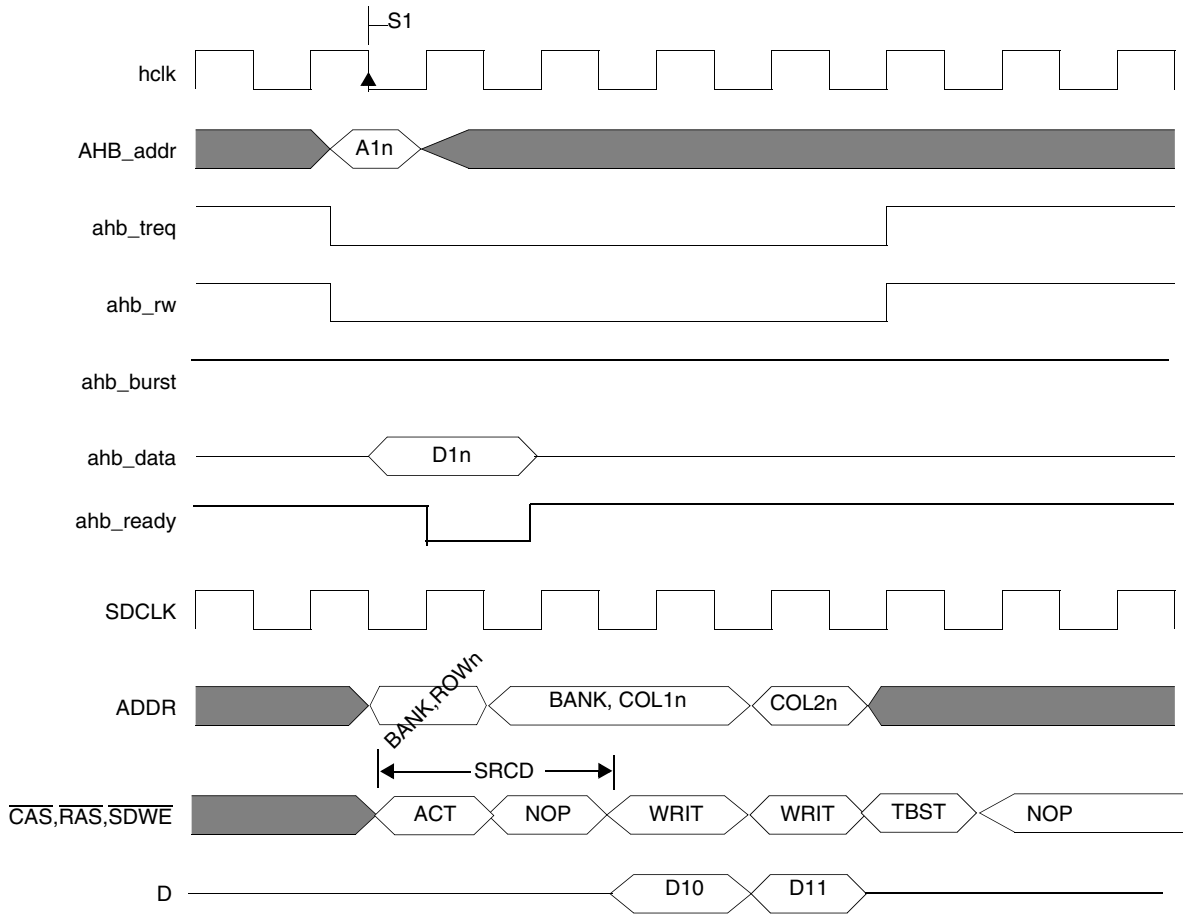 S1
hclk
AHB_addr
A1n
ahb_treq
ahb_rw
ahb_burst
ahb_data
D1n
ahb_ready
SDCLK
ADDR
BANK,ROWn
BANK, COL1n
COL2n
SRCD
CAS,RAS,SDWE
ACT
NOP
WRIT
WRIT
TBST
NOP
D
D10
D11